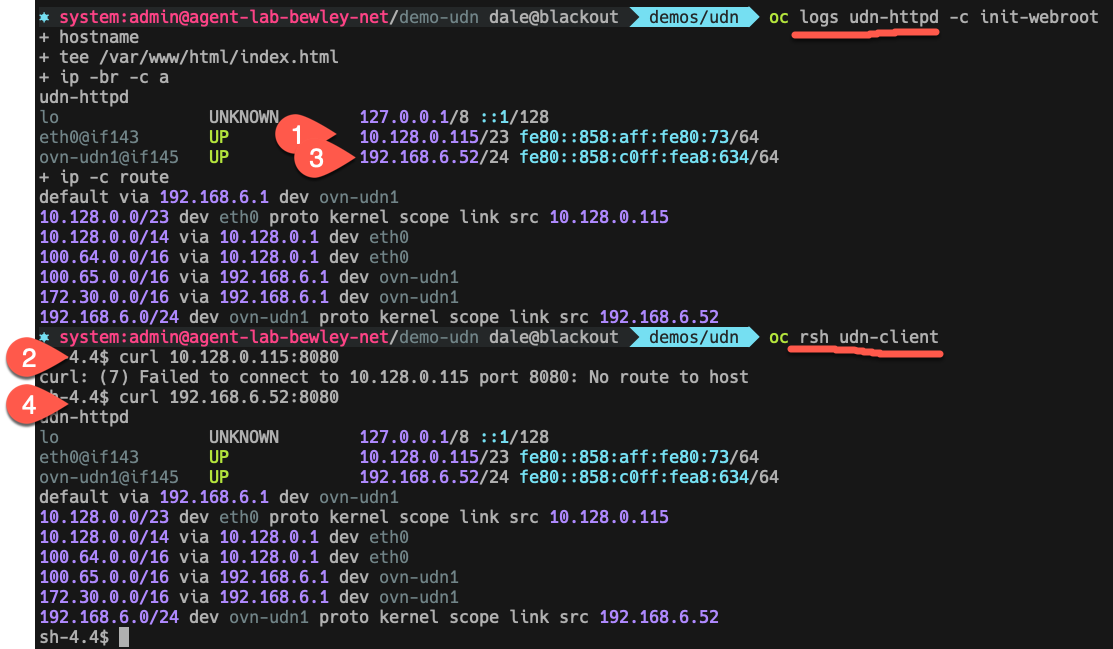 * system:admin@agent-lab-bewley-net/demo-udn dale@blackout demos/udn oc logs udn-httpd -c init-webroot
+ hostname
+ tee /var/www/html/index.html
+ ip -br -c a
udn-httpd
lo UNKNOWN 127.0.0.1/8 ::1/128
eth0@if143 UP 1 10.128.0.115/23 fe80::858:aff:fe80:73/64
ovn-udn1@if145 UP 3 192.168.6.52/24 fe80::858:c0ff:fea8:634/64
+ ip -c route
default via 192.168.6.1 dev ovn-udn1
10.128.0.0/23 dev eth0 proto kernel scope link src 10.128.0.115
10.128.0.0/14 via 10.128.0.1 dev eth0
100.64.0.0/16 via 10.128.0.1 dev eth0
100.65.0.0/16 via 192.168.6.1 dev ovn-udn1
172.30.0.0/16 via 192.168.6.1 dev ovn-udn1
192.168.6.0/24 dev ovn-udn1 proto kernel scope link src 192.168.6.52
* system:admin@agent-lab-bewley-net/demo-udn dale@blackout demos/udn oc rsh udn-client
2 -4.4$ curl 10.128.0.115:8080
curl: (7) Failed to connect to 10.128.0.115 port 8080: No route to host
4 h-4.4$ curl 192.168.6.52:8080
udn-httpd
lo UNKNOWN 127.0.0.1/8 ::1/128
eth0@if143 UP 10.128.0.115/23 fe80::858:aff:fe80:73/64
ovn-udn1@if145 UP 192.168.6.52/24 fe80::858:c0ff:fea8:634/64
default via 192.168.6.1 dev ovn-udn1
10.128.0.0/23 dev eth0 proto kernel scope link src 10.128.0.115
10.128.0.0/14 via 10.128.0.1 dev eth0
100.64.0.0/16 via 10.128.0.1 dev eth0
100.65.0.0/16 via 192.168.6.1 dev ovn-udn1
172.30.0.0/16 via 192.168.6.1 dev ovn-udn1
192.168.6.0/24 dev ovn-udn1 proto kernel scope link src 192.168.6.52
sh-4.4$